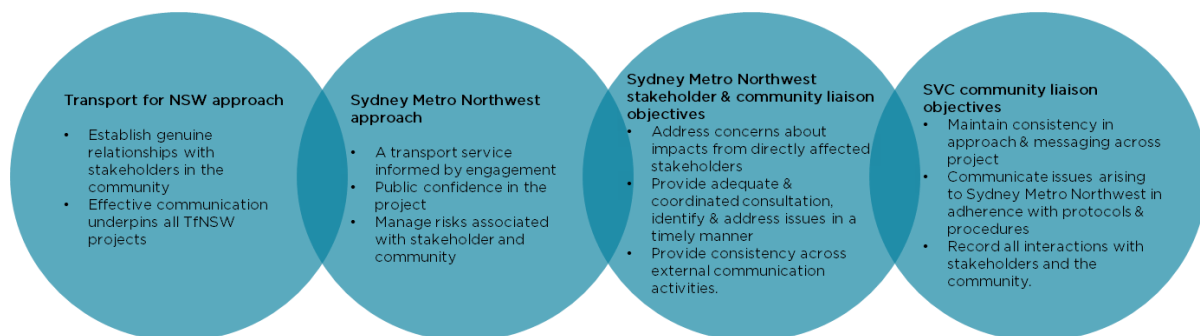 Transport for NSW approach
• Establish genuine
relationships with
stakeholders in the
community
• Effective communication
underpins all TfNSW
projects
Sydney Metro Northwest
approach
• A transport service
informed by engagement
• Public confidence in the
project
• Manage risks associated
with stakeholder and
community
Sydney Metro Northwest
stakeholder & community liaison
objectives
• Address concerns about
impacts from directly affected
stakeholders
• Provide adequate &
coordinated consultation,
identify & address issues in a
timely manner
• Provide consistency across
external communication
activities.
SVC community liaison
objectives
• Maintain consistency in
approach & messaging across
project
• Communicate issues arising
to Sydney Metro Northwest in
adherence with protocols &
procedures
• Record all interactions with
stakeholders and the
community.